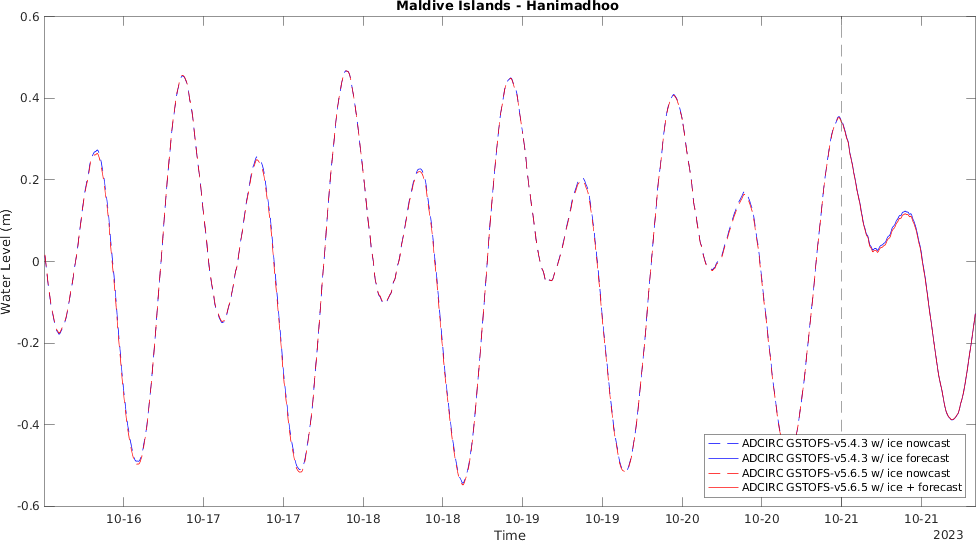 Maldive Islands - Hanimadhoo
0.6
0.4
0.2
0
-0.2
-0.4
-0.6
Water Level (m)
ADCIRC GSTOFS-v5.4.3 w/ ice nowcast
ADCIRC GSTOFS-v5.4.3 w/ ice forecast
ADCIRC GSTOFS-v5.6.5 w/ ice nowcast
ADCIRC GSTOFS-v5.6.5 w/ ice + forecast
10-16 10-17 10-17 10-18 10-18 10-19 10-19 10-20 10-20 10-21 10-21
Time
2023